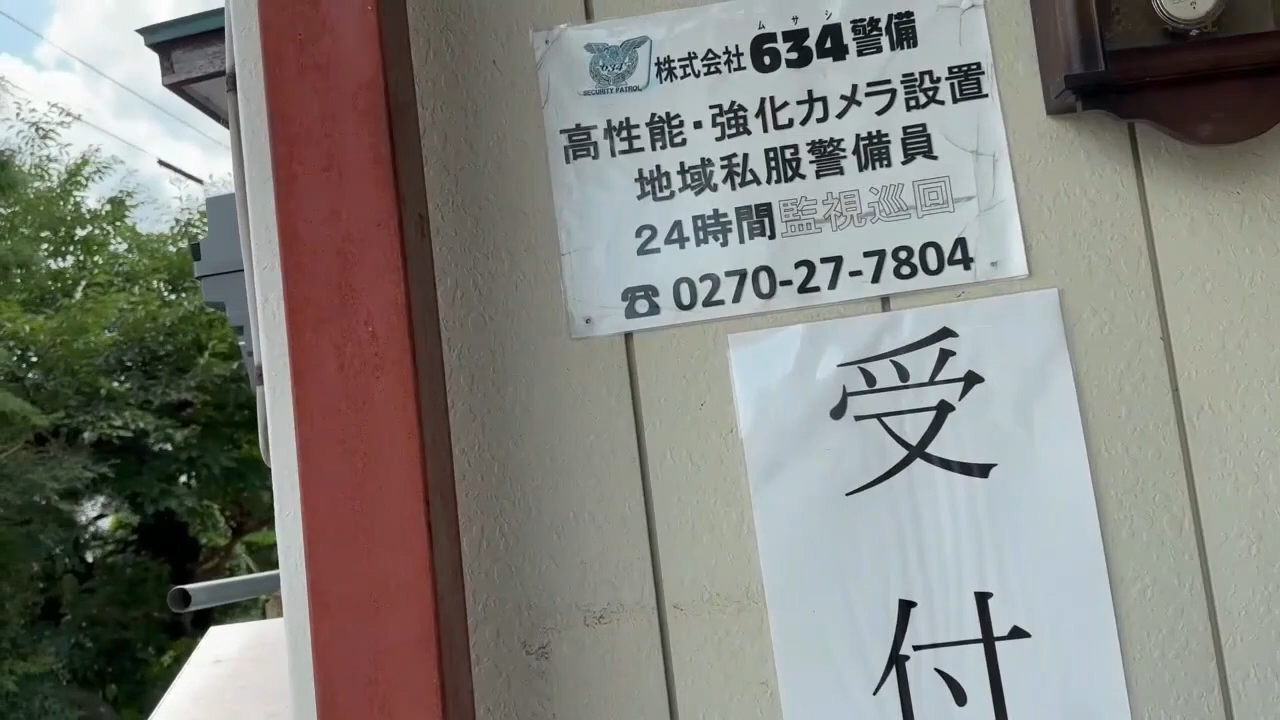 ムサシ
株式会社634警備
634
SECURITY PATROL
高性能・強化カメラ設置
地域私服警備員
24時間監視巡回
☎0270-27-7804
受
付